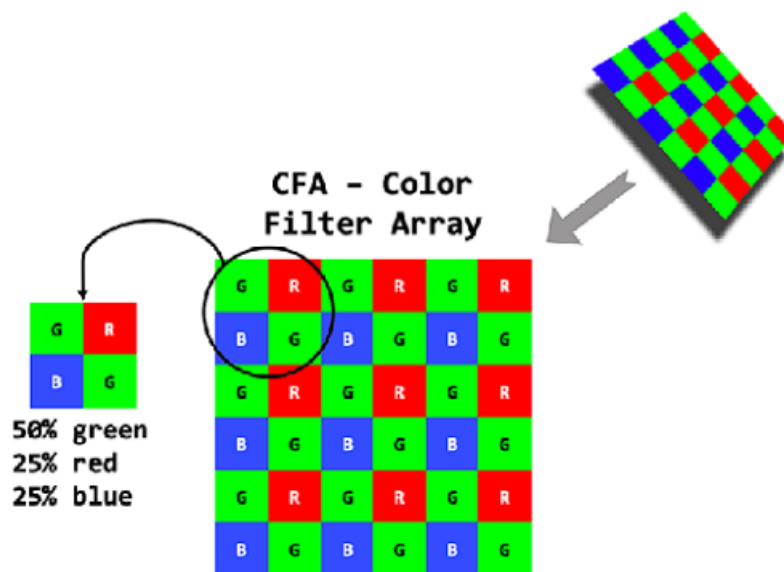 CFA – Color
Filter Array
G R G R G R
B G B G B G
G R G R G R
B G B G B G
G R G R G R
B G B G B G
G R
B G
50% green
25% red
25% blue